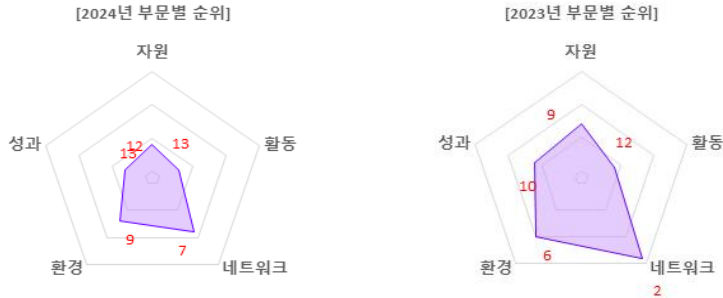 [2024년 부문별 순위]
자원
12
13
활동
성과
13
9
7
환경
네트워크
[2023년 부문별 순위]
자원
9
12
활동
성과
10
6
환경
네트워크
2